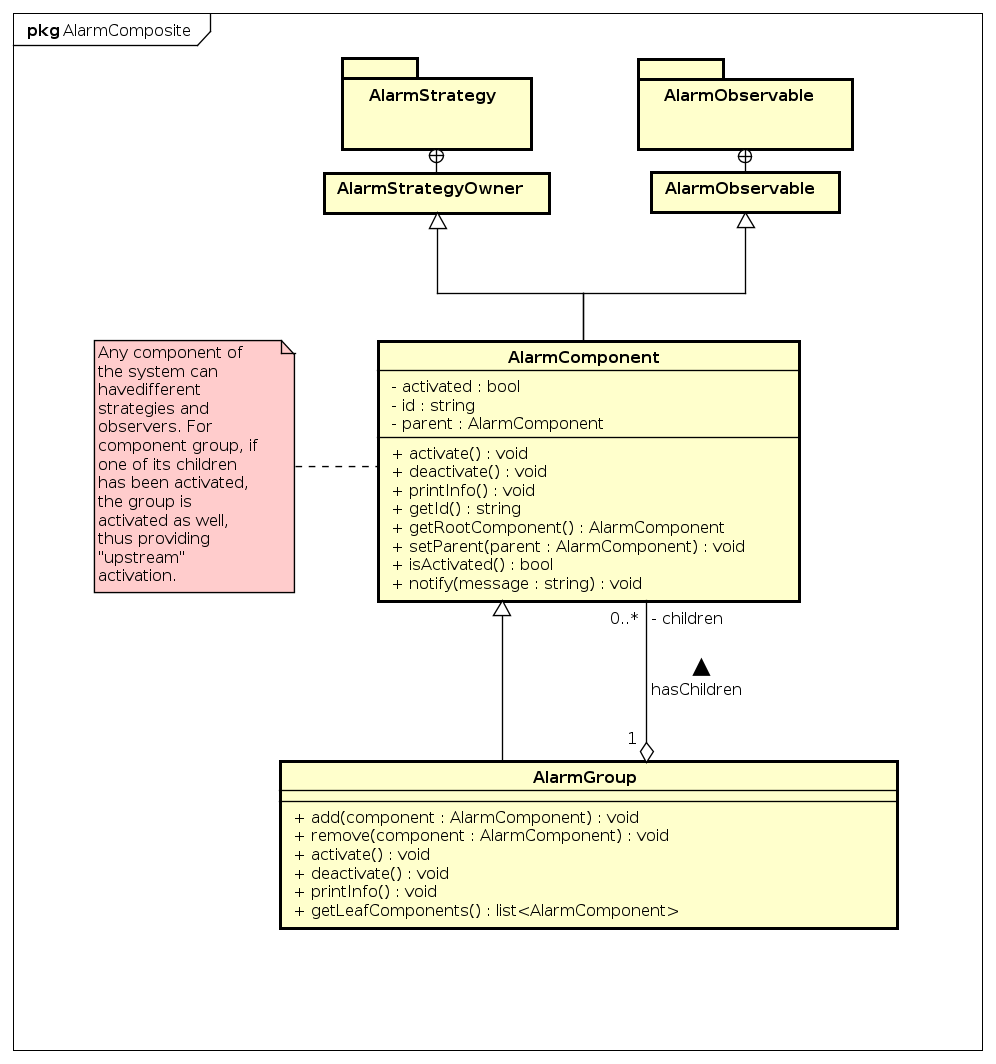 pkg AlarmComposite
AlarmStrategy
AlarmObservable
AlarmStrategyOwner
AlarmObservable
Any component of
the system can
havedifferent
strategies and
observers. For
component group, if
one of its children
has been activated,
the group is
activated as well,
thus providing
"upstream"
activation.
AlarmComponent
- activated : bool
- id : string
- parent : AlarmComponent
+ activate() : void
+ deactivate() : void
+ printInfo() : void
+ getId() : string
+ getRootComponent() : AlarmComponent
+ setParent(parent : AlarmComponent) : void
+ isActivated() : bool
+ notify(message : string) : void
0..* - children
hasChildren
1
AlarmGroup
+ add(component : AlarmComponent) : void
+ remove(component : AlarmComponent) : void
+ activate() : void
+ deactivate() : void
+ printInfo() : void
+ getLeafComponents() : list<AlarmComponent>